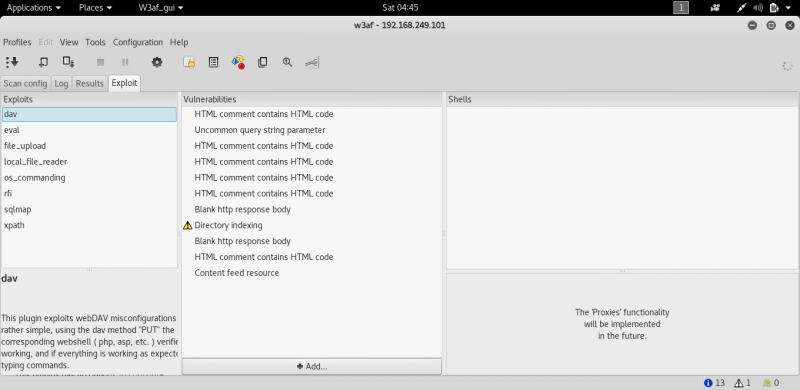 Applications Places W3af_gui Sat 04:45 1
w3af - 192.168.249.101
Profiles Edit View Tools Configuration Help
Scan config Log Results Exploit
Exploits Vulnerabilities Shells
dav
eval
file_upload
local_file_reader
os_commanding
rfi
sqlmap
xpath
HTML comment contains HTML code
Uncommon query string parameter
HTML comment contains HTML code
HTML comment contains HTML code
HTML comment contains HTML code
HTML comment contains HTML code
Blank http response body
Directory indexing
Blank http response body
HTML comment contains HTML code
Content feed resource
dav
This plugin exploits webDAV misconfigurations
rather simple, using the dav method "PUT" the
corresponding webshell ( php, asp, etc. ) verifie
working, and if everything is working as expecte
typing commands.
Add...
The 'Proxies' functionality
will be implemented
in the future.
13 1 0